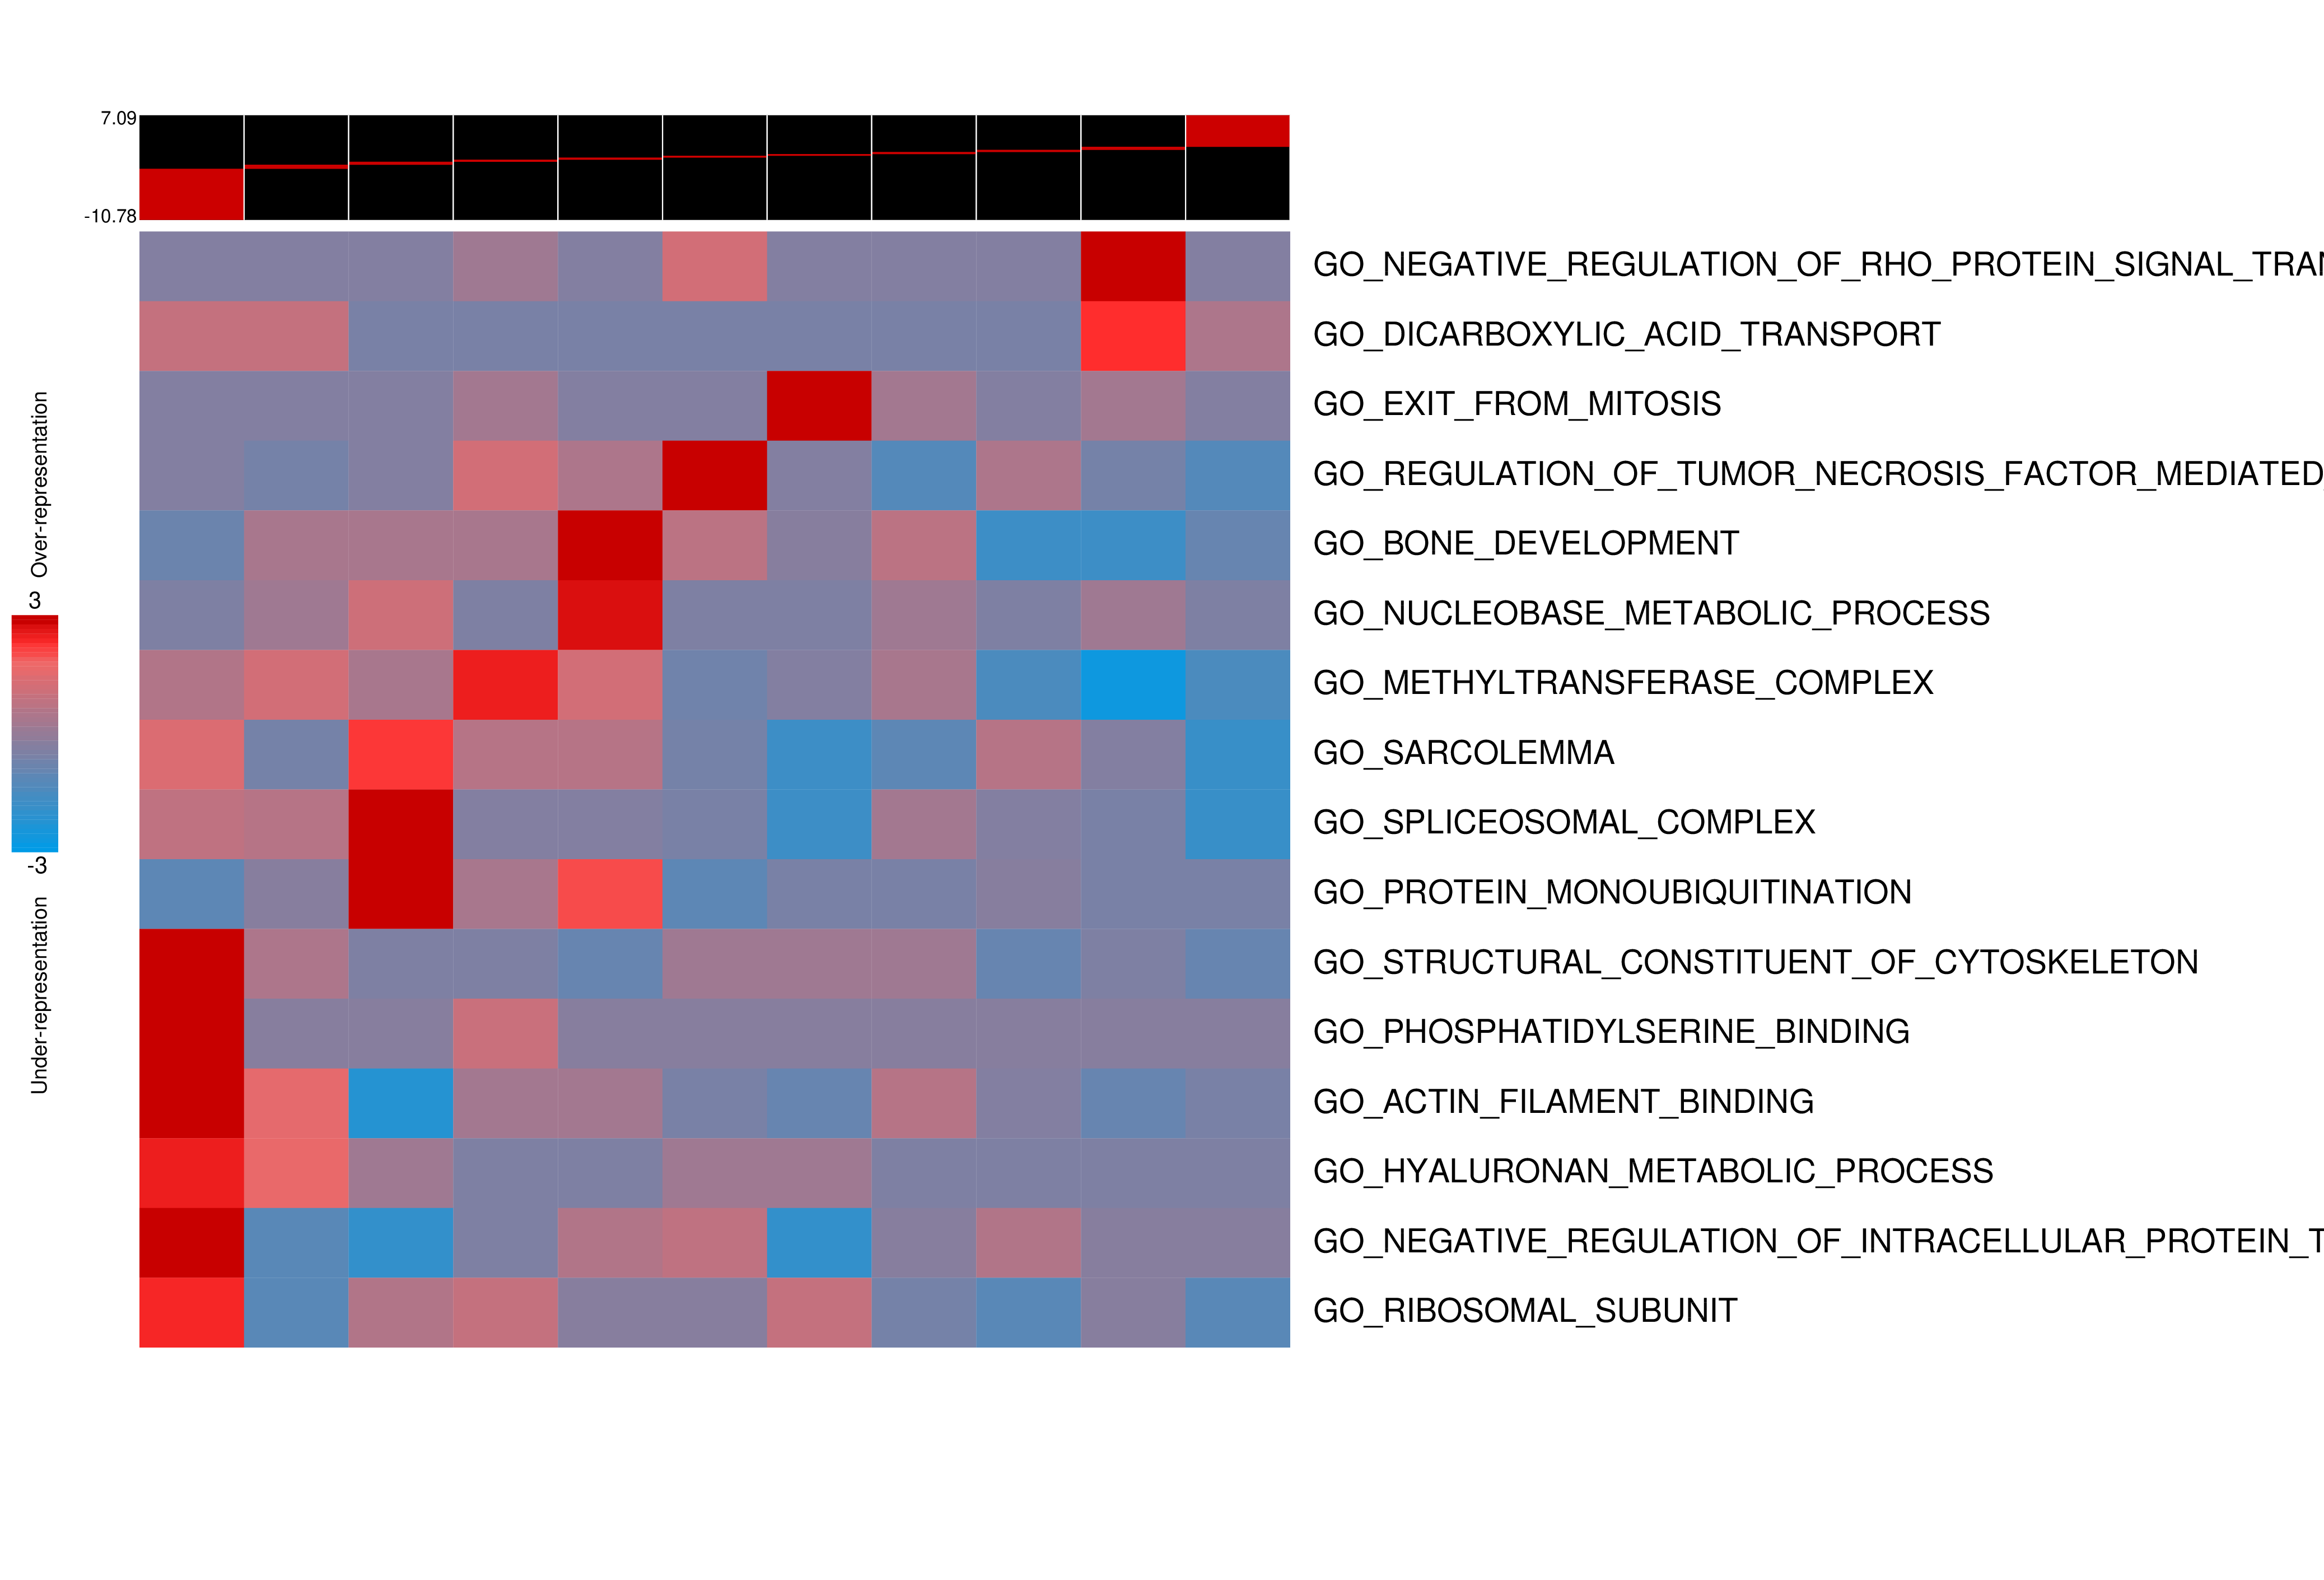 7.09
-10.78
GO_NEGATIVE_REGULATION_OF_RHO_PROTEIN_SIGNAL_TRAN
GO_DICARBOXYLIC_ACID_TRANSPORT
GO_EXIT_FROM_MITOSIS
GO_REGULATION_OF_TUMOR_NECROSIS_FACTOR_MEDIATED_
GO_BONE_DEVELOPMENT
GO_NUCLEOBASE_METABOLIC_PROCESS
GO_METHYLTRANSFERASE_COMPLEX
GO_SARCOLEMMA
GO_SPLICEOSOMAL_COMPLEX
GO_PROTEIN_MONOUBIQUITINATION
GO_STRUCTURAL_CONSTITUENT_OF_CYTOSKELETON
GO_PHOSPHATIDYLSERINE_BINDING
GO_ACTIN_FILAMENT_BINDING
GO_HYALURONAN_METABOLIC_PROCESS
GO_NEGATIVE_REGULATION_OF_INTRACELLULAR_PROTEIN_T
GO_RIBOSOMAL_SUBUNIT
Over-representation
3
-3
Under-representation